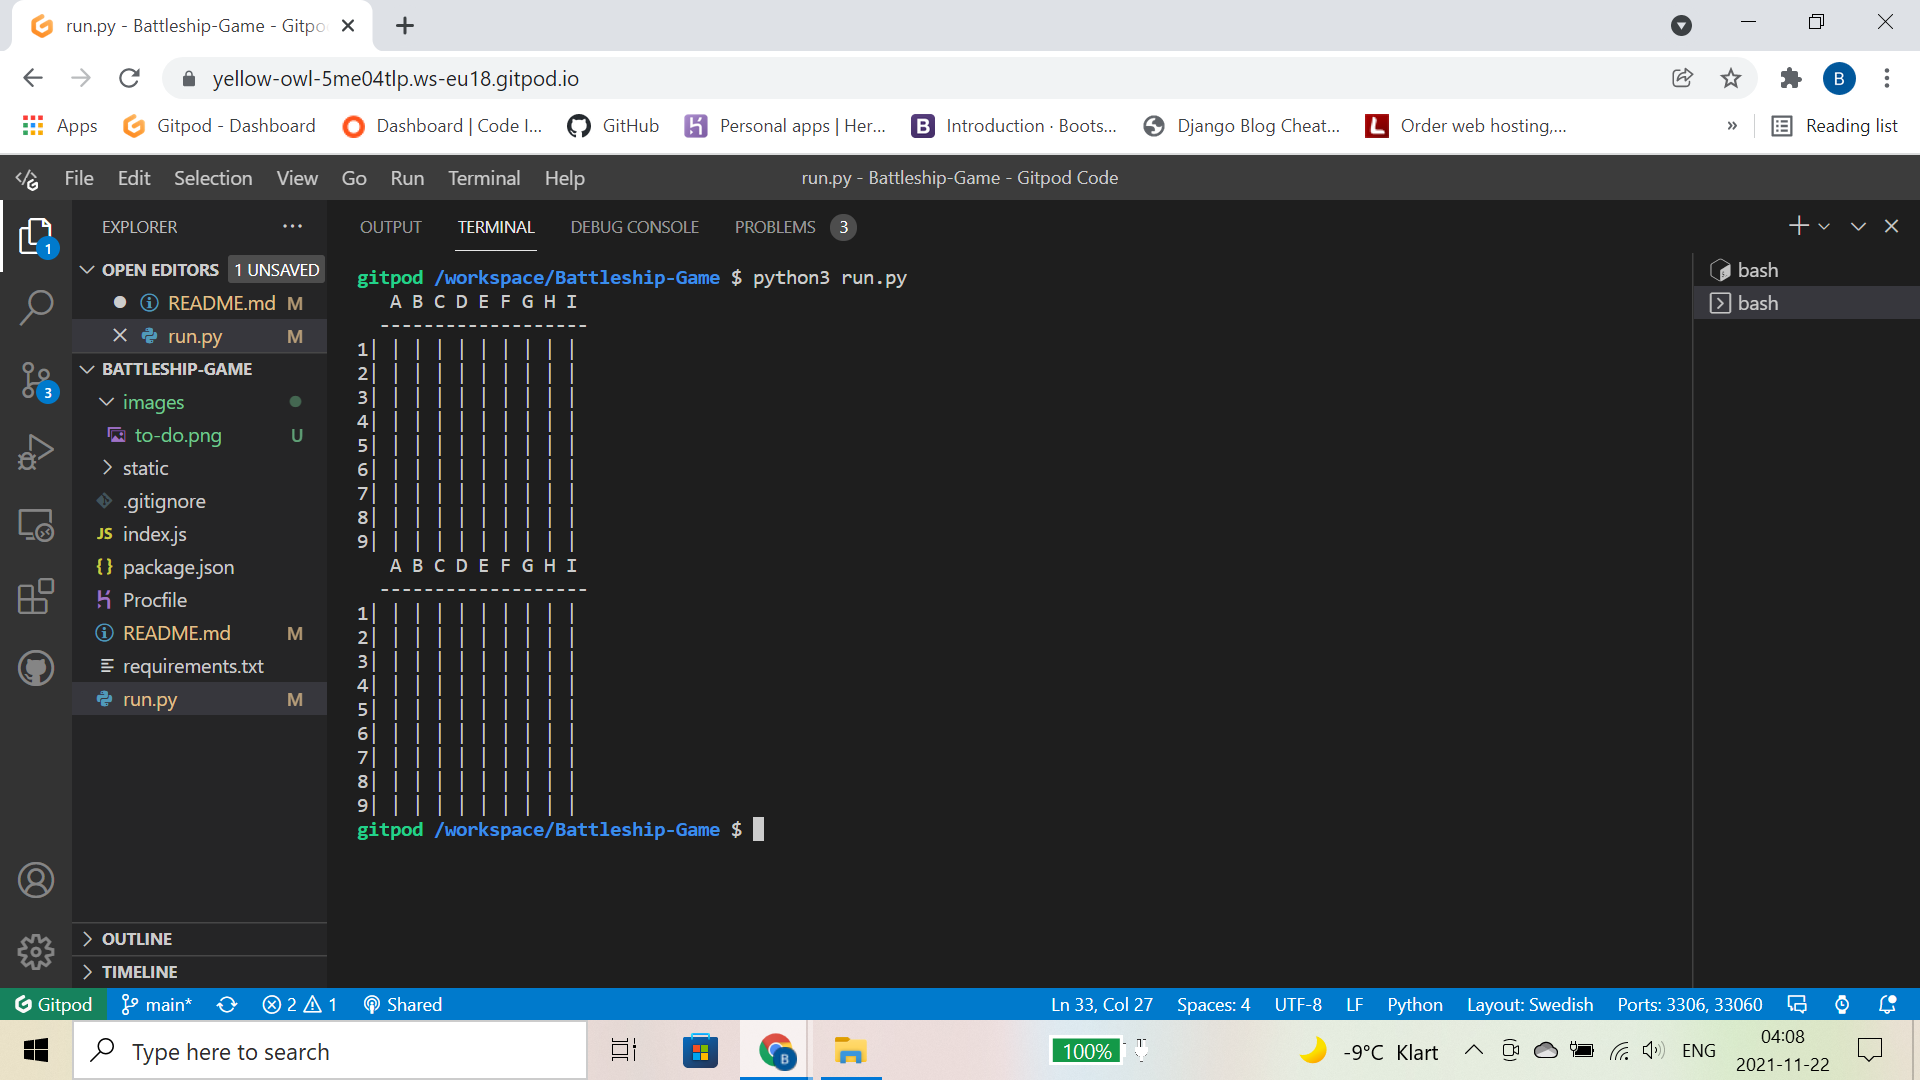 run.py - Battleship-Game - Gitpo
yellow-owl-5me04tlp.ws-eu18.gitpod.io
B
Apps
Gitpod - Dashboard
Dashboard | Code I...
GitHub
Personal apps | Her...
Introduction · Boots...
Django Blog Cheat...
Order web hosting,...
»
Reading list
File Edit Selection View Go Run Terminal Help
run.py - Battleship-Game - Gitpod Code
EXPLORER
OUTPUT TERMINAL DEBUG CONSOLE PROBLEMS 3
1
OPEN EDITORS 1 UNSAVED
README.md M
run.py M
BATTLESHIP-GAME
3
images
to-do.png U
static
.gitignore
JS index.js
{} package.json
Procfile
README.md M
requirements.txt
run.py M
OUTLINE
TIMELINE
gitpod /workspace/Battleship-Game $ python3 run.py
A B C D E F G H I
-------------------
1| | | | | | | | | |
2| | | | | | | | | |
3| | | | | | | | | |
4| | | | | | | | | |
5| | | | | | | | | |
6| | | | | | | | | |
7| | | | | | | | | |
8| | | | | | | | | |
9| | | | | | | | | |
A B C D E F G H I
-------------------
1| | | | | | | | | |
2| | | | | | | | | |
3| | | | | | | | | |
4| | | | | | | | | |
5| | | | | | | | | |
6| | | | | | | | | |
7| | | | | | | | | |
8| | | | | | | | | |
9| | | | | | | | | |
gitpod /workspace/Battleship-Game $
bash
bash
Gitpod main* 2 1 Shared
Ln 33, Col 27 Spaces: 4 UTF-8 LF Python Layout: Swedish Ports: 3306, 33060
Type here to search
B
100%
-9°C Klart
ENG
04:08
2021-11-22